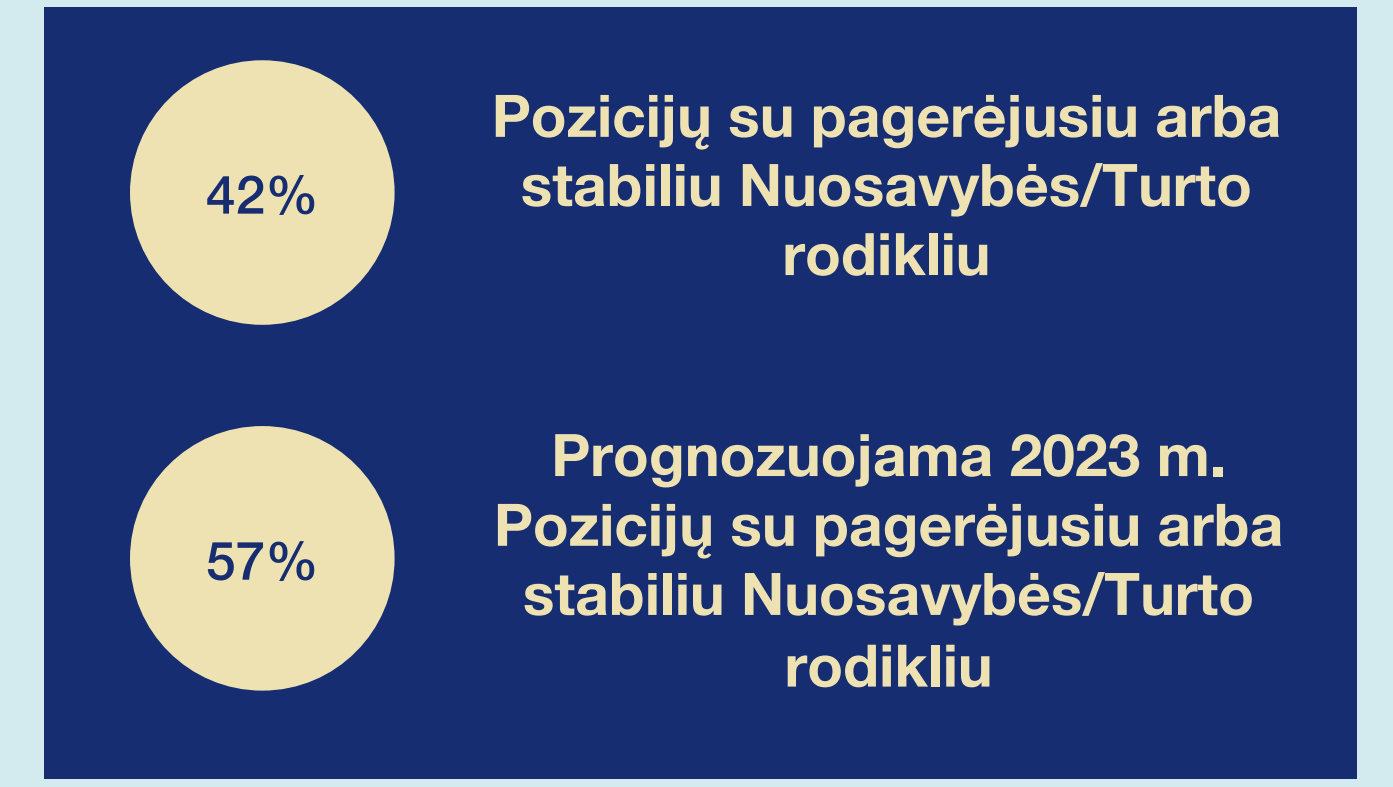 42%
Pozicijų su pagerėjusiu arba
stabiliu Nuosavybės/Turto
rodikliu
57%
Prognozuojama 2023 m.
Pozicijų su pagerėjusiu arba
stabiliu Nuosavybės/Turto
rodikliu